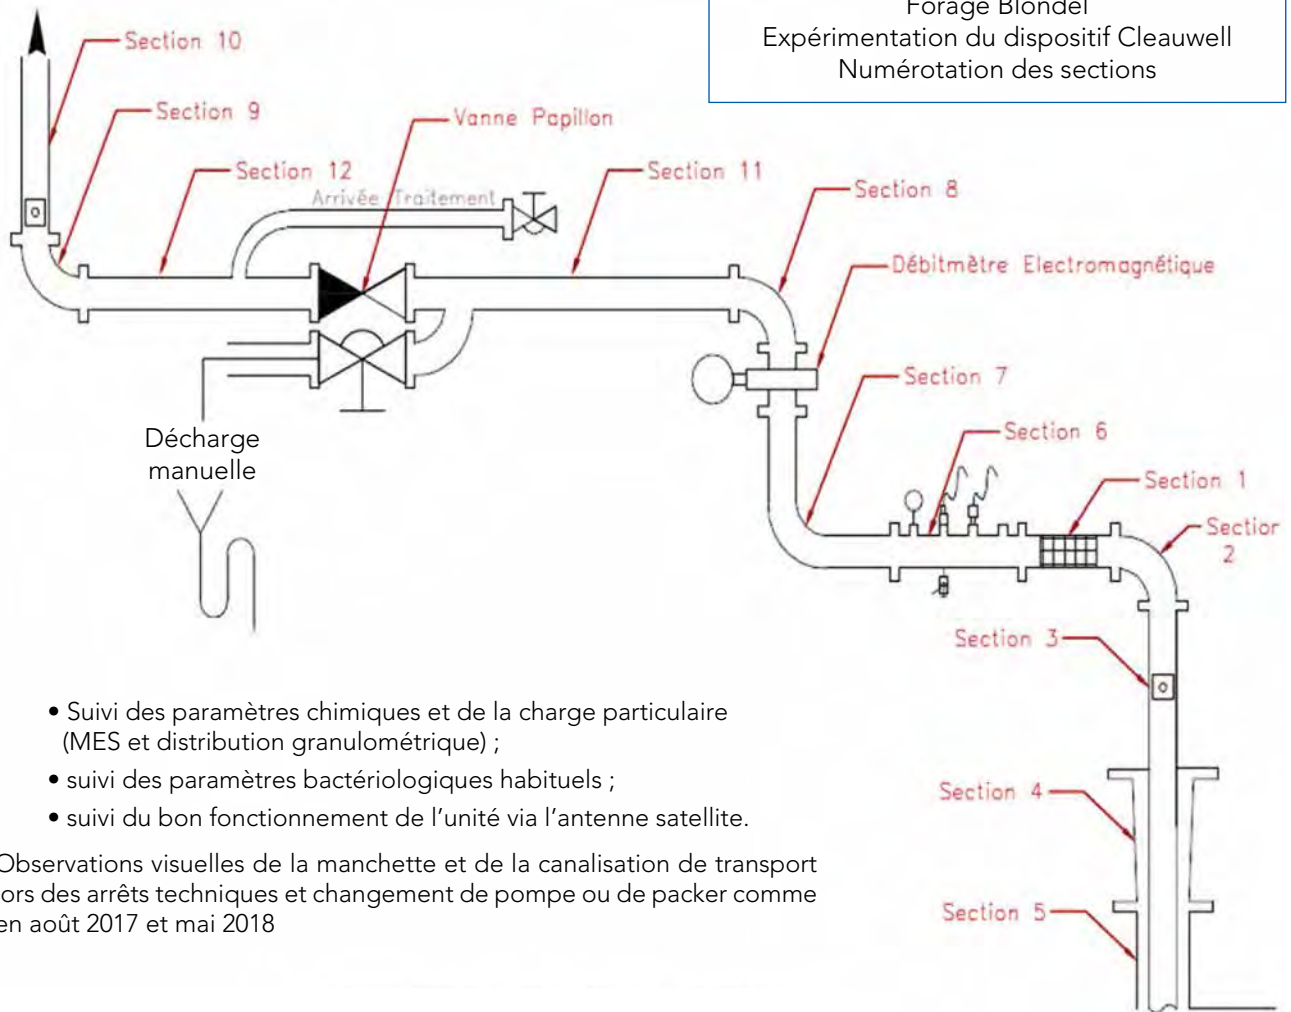 Forage Blondel
Expérimentation du dispositif Cleauwell
Numérotation des sections
Section 10
Section 9
Vanne Papillon
Section 12
Section 11
Section 8
Arrivée Traitement
Débitmètre Electromagnétique
Section 7
Section 6
Section 1
Section
2
Décharge
manuelle
Section 3
Section 4
Section 5
• Suivi des paramètres chimiques et de la charge particulaire
(MES et distribution granulométrique) ;
• suivi des paramètres bactériologiques habituels ;
• suivi du bon fonctionnement de l’unité via l’antenne satellite.
Observations visuelles de la manchette et de la canalisation de transport
lors des arrêts techniques et changement de pompe ou de packer comme
en août 2017 et mai 2018